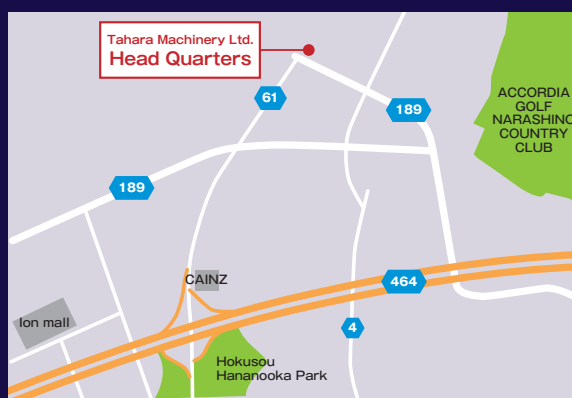 Tahara Machinery Ltd.
Head Quarters
61
189
ACCORDIA
GOLF
NARASHINO
COUNTRY
CLUB
189
CAINZ
464
Ion mall
4
Hokusou
Hananooka Park